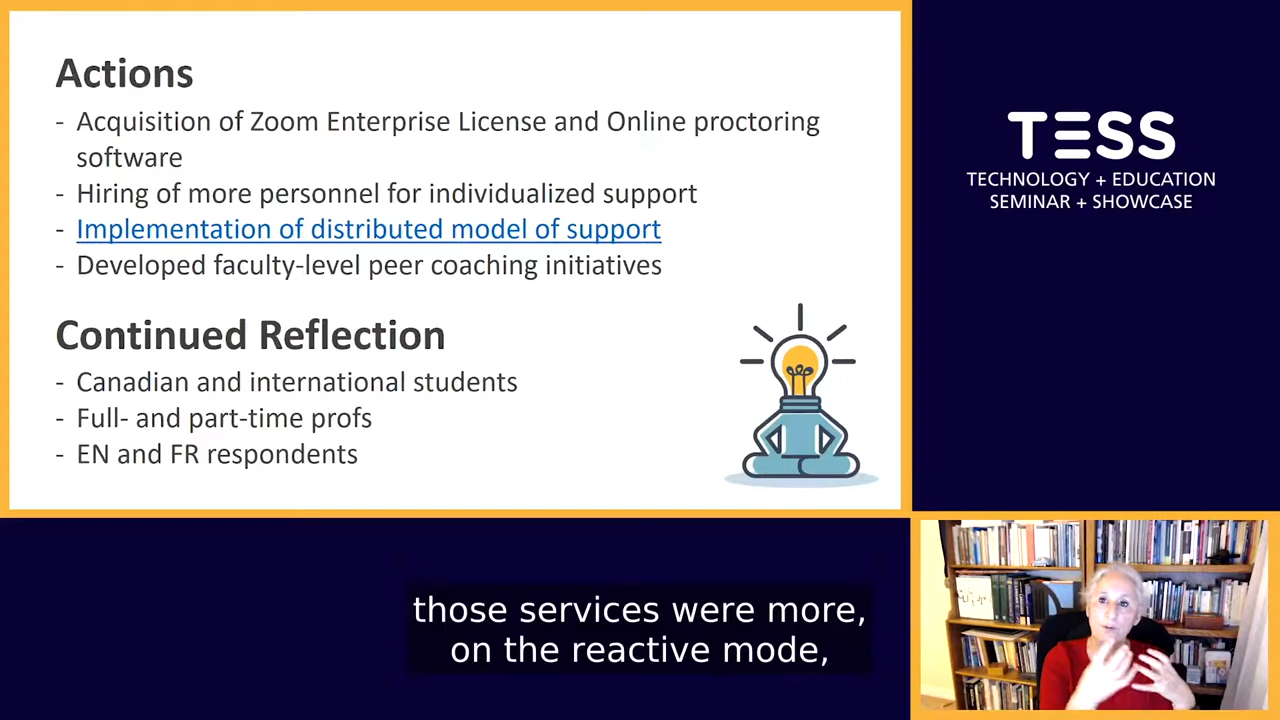 Actions
- Acquisition of Zoom Enterprise License and Online proctoring
software
- Hiring of more personnel for individualized support
- Implementation of distributed model of support
- Developed faculty-level peer coaching initiatives
Continued Reflection
- Canadian and international students
- Full- and part-time profs
- EN and FR respondents
TESS
TECHNOLOGY + EDUCATION
SEMINAR + SHOWCASE
those services were more,
on the reactive mode,